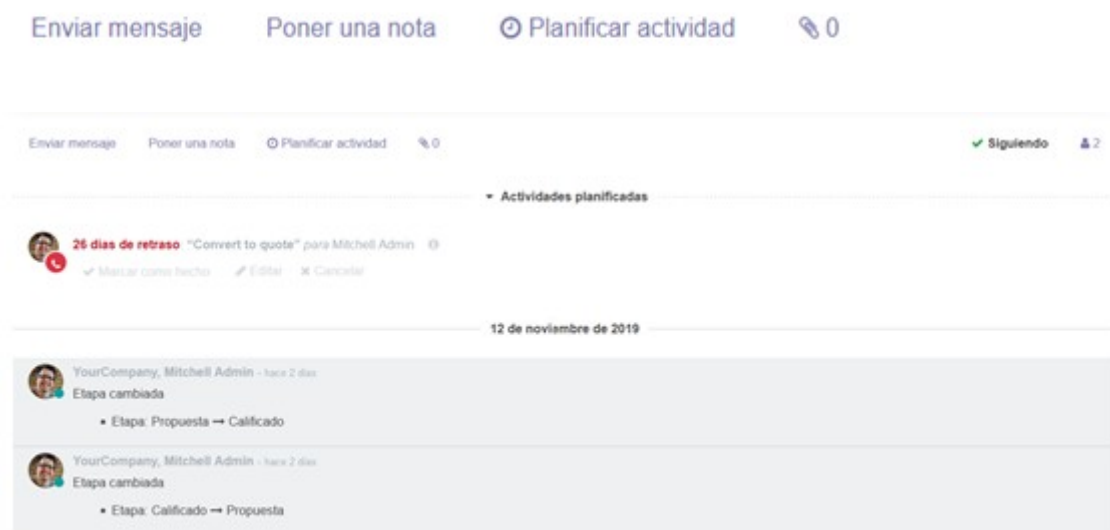 Enviar mensaje Poner una nota Planificar actividad 0
Enviar mensaje Poner una nota Planificar actividad 0 Siguiendo 2
Actividades planificadas
26 dias de retraso "Convert to quote" para Mitchell Admin
Marcar como hecho Editar Cancelar
12 de noviembre de 2019
YourCompany, Mitchell Admin - hace 2 dias
Etapa cambiada
• Etapa: Propuesta → Calificado
YourCompany, Mitchell Admin - hace 2 dias
Etapa cambiada
• Etapa: Calificado → Propuesta